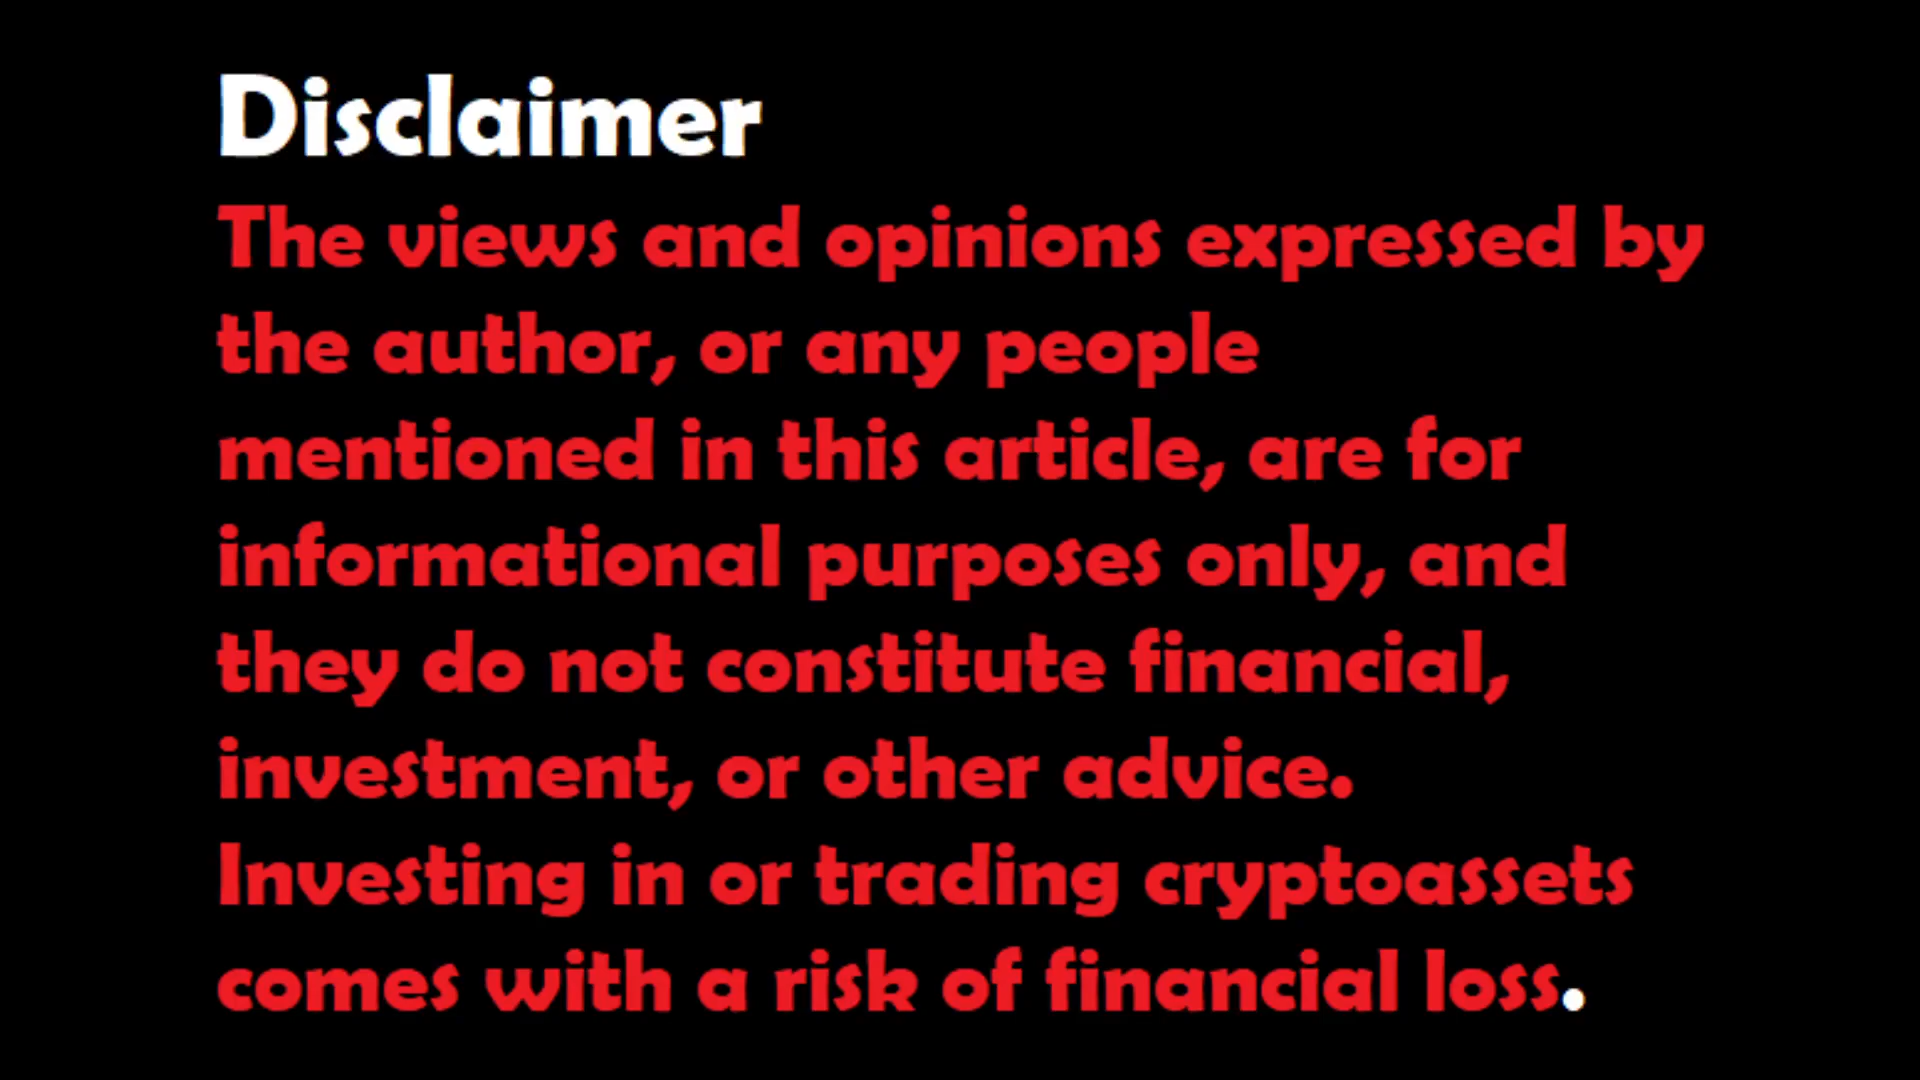 Disclaimer
The views and opinions expressed by
the author, or any people
mentioned in this article, are for
informational purposes only, and
they do not constitute financial,
investment, or other advice.
Investing in or trading cryptoassets
comes with a risk of financial loss.